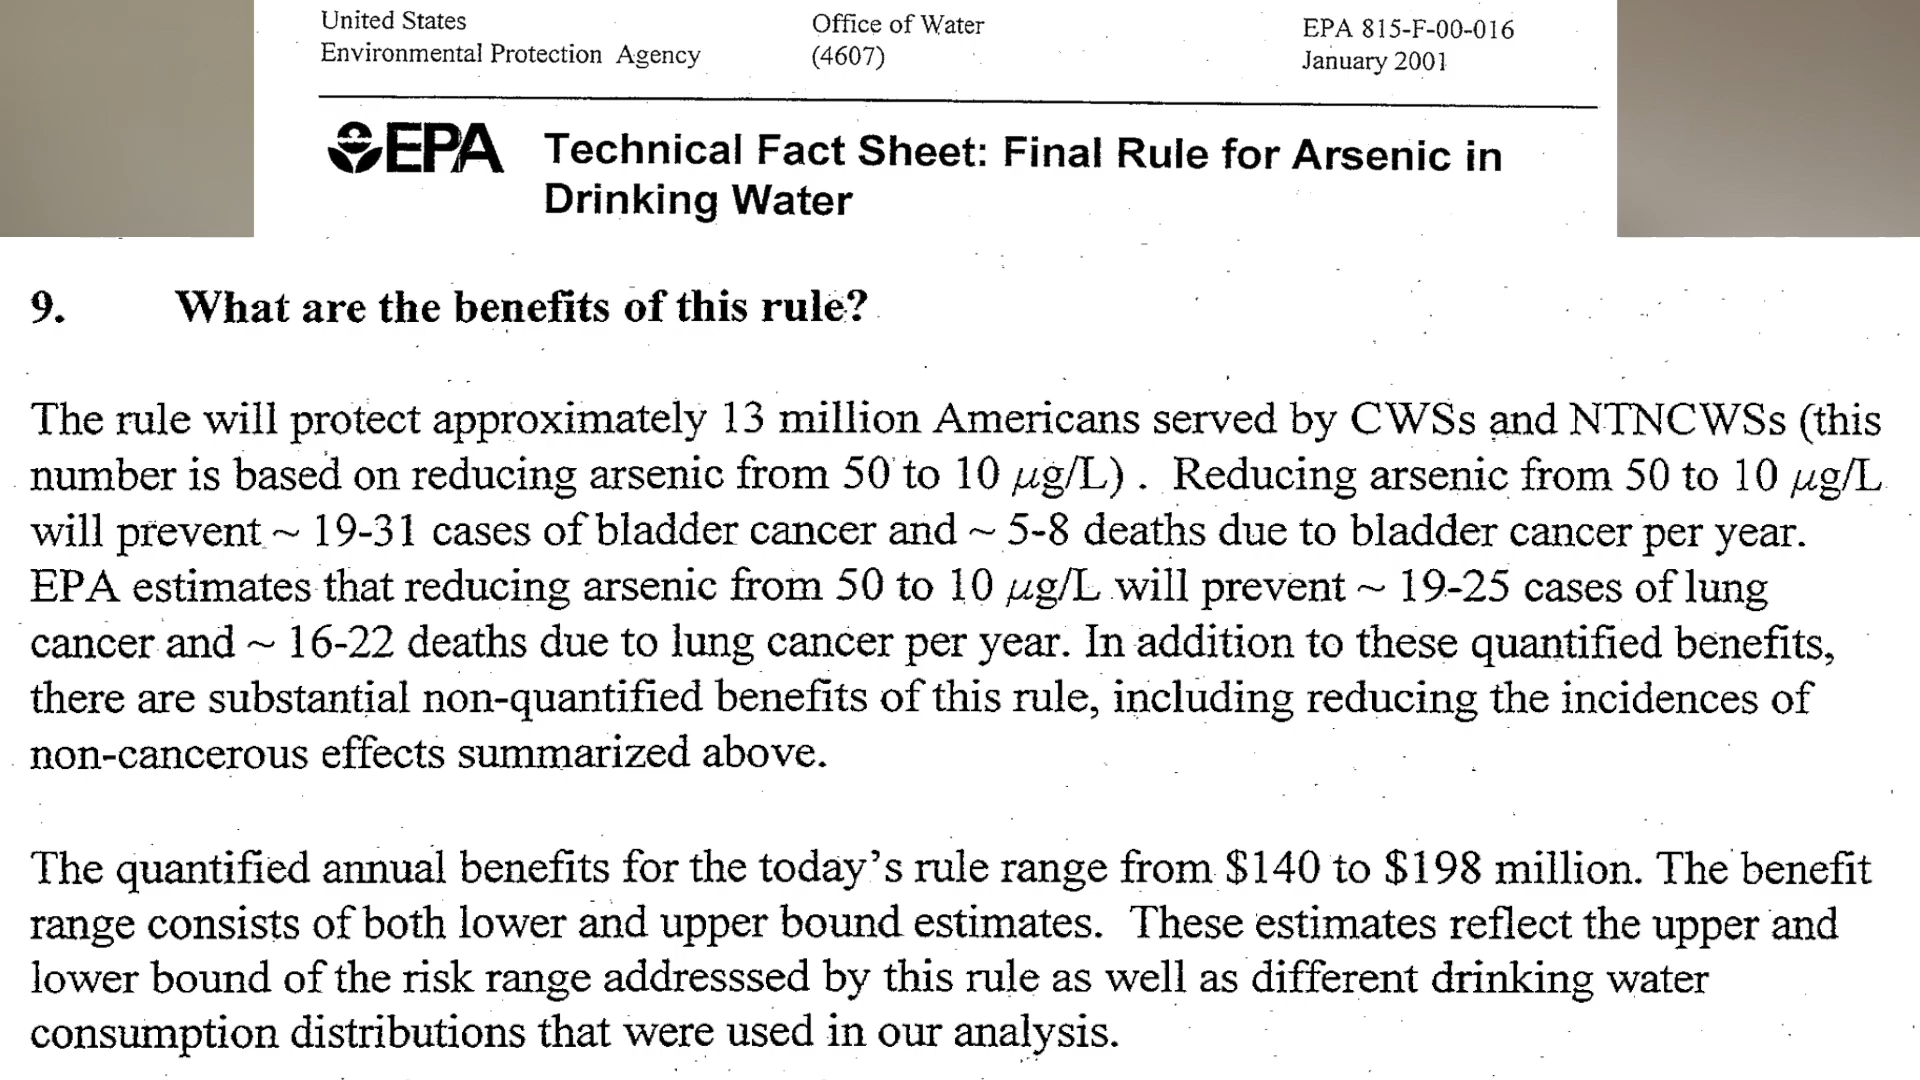 United States
Environmental Protection Agency
Office of Water
(4607)
EPA 815-F-00-016
January 2001
EPA
Technical Fact Sheet: Final Rule for Arsenic in
Drinking Water
9. What are the benefits of this rule?
The rule will protect approximately 13 million Americans served by CWSs and NTNCWSs (this
number is based on reducing arsenic from 50 to 10 µg/L) . Reducing arsenic from 50 to 10 µg/L
will prevent ~ 19-31 cases of bladder cancer and ~ 5-8 deaths due to bladder cancer per year.
EPA estimates that reducing arsenic from 50 to 10 µg/L will prevent ~ 19-25 cases of lung
cancer and ~ 16-22 deaths due to lung cancer per year. In addition to these quantified benefits,
there are substantial non-quantified benefits of this rule, including reducing the incidences of
non-cancerous effects summarized above.
The quantified annual benefits for the today's rule range from $140 to $198 million. The benefit
range consists of both lower and upper bound estimates. These estimates reflect the upper and
lower bound of the risk range addresssed by this rule as well as different drinking water
consumption distributions that were used in our analysis.